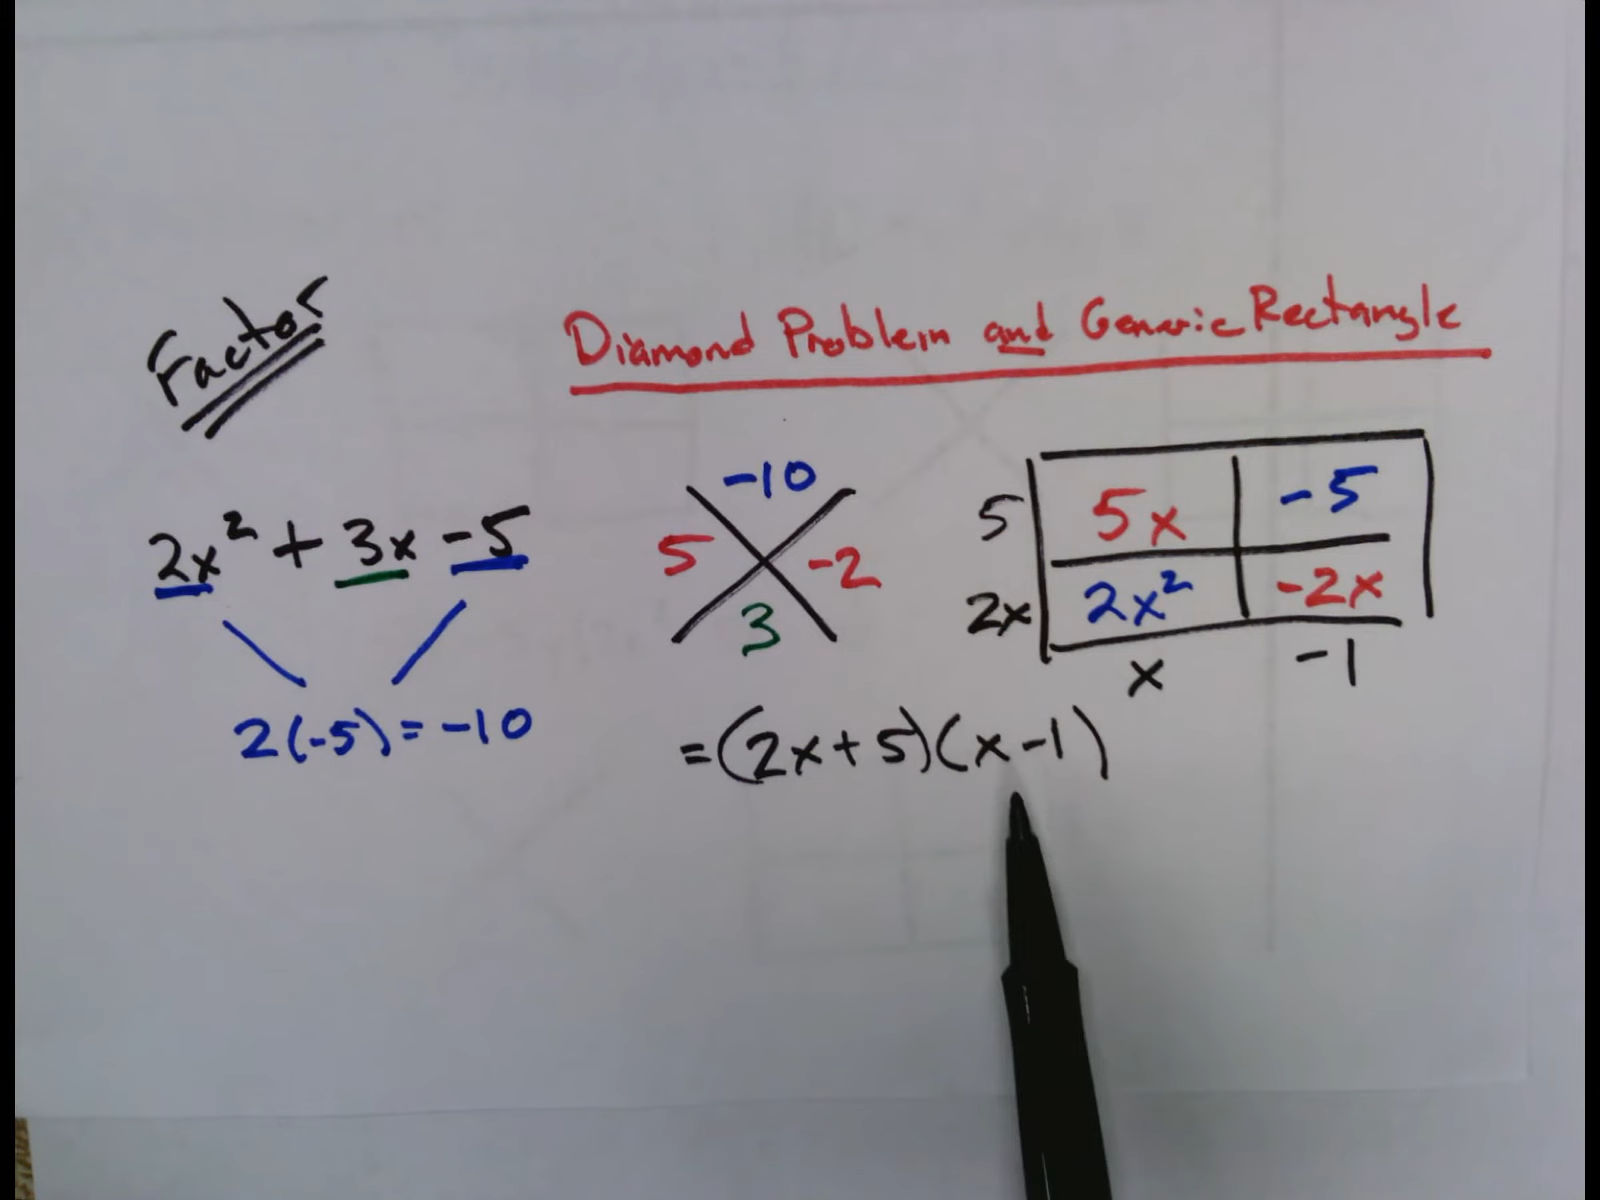 Factor
Diamond Problem and Generic Rectangle
2x² + 3x -5
2(-5) = -10
-10
5 -2
3
5 5x -5
2x 2x² -2x
x -1
=(2x+5)(x-1)